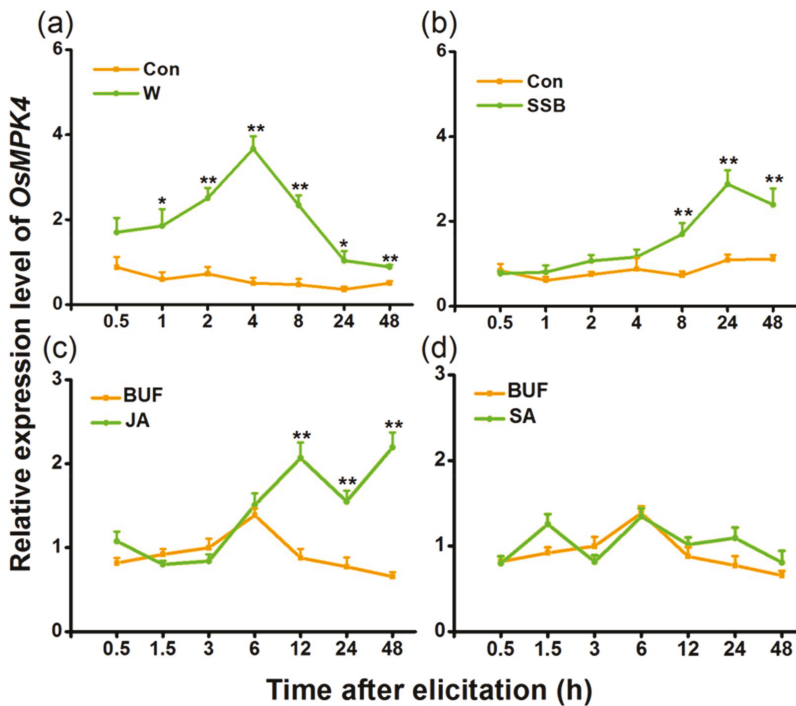 (a)
(b)
6
Con
W
4
2
0
* ** ** ** * **
0.5 1 2 4 8 24 48
6
Con
SSB
4
2
0
** ** **
0.5 1 2 4 8 24 48
(c)
(d)
3
BUF
JA
2
1
0
** ** **
0.5 1.5 3 6 12 24 48
3
BUF
SA
2
1
0
0.5 1.5 3 6 12 24 48
Relative expression level of OsMPK4
Time after elicitation (h)